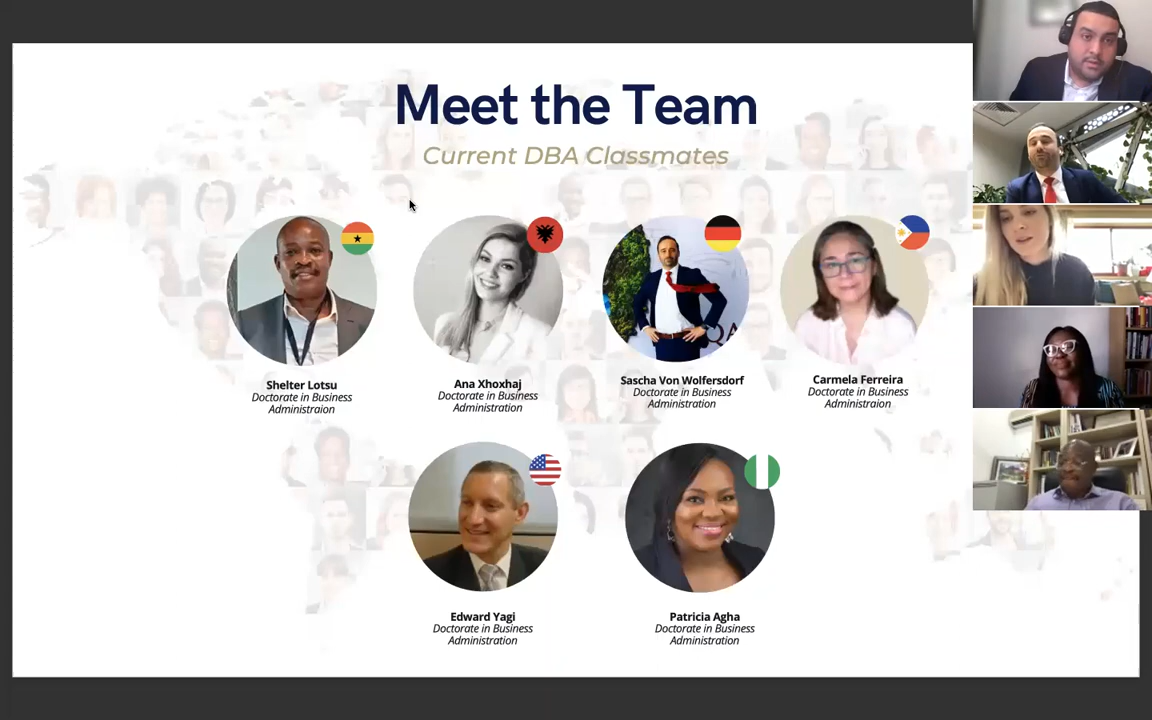 Meet the Team
Current DBA Classmates
Shelter Lotsu
Doctorate in Business
Administraion
Ana Xhoxhaj
Doctorate in Business
Administration
Sascha Von Wolfersdorf
Doctorate in Business
Administration
Carmela Ferreira
Doctorate in Business
Administraion
Edward Yagi
Doctorate in Business
Administration
Patricia Agha
Doctorate in Business
Administration